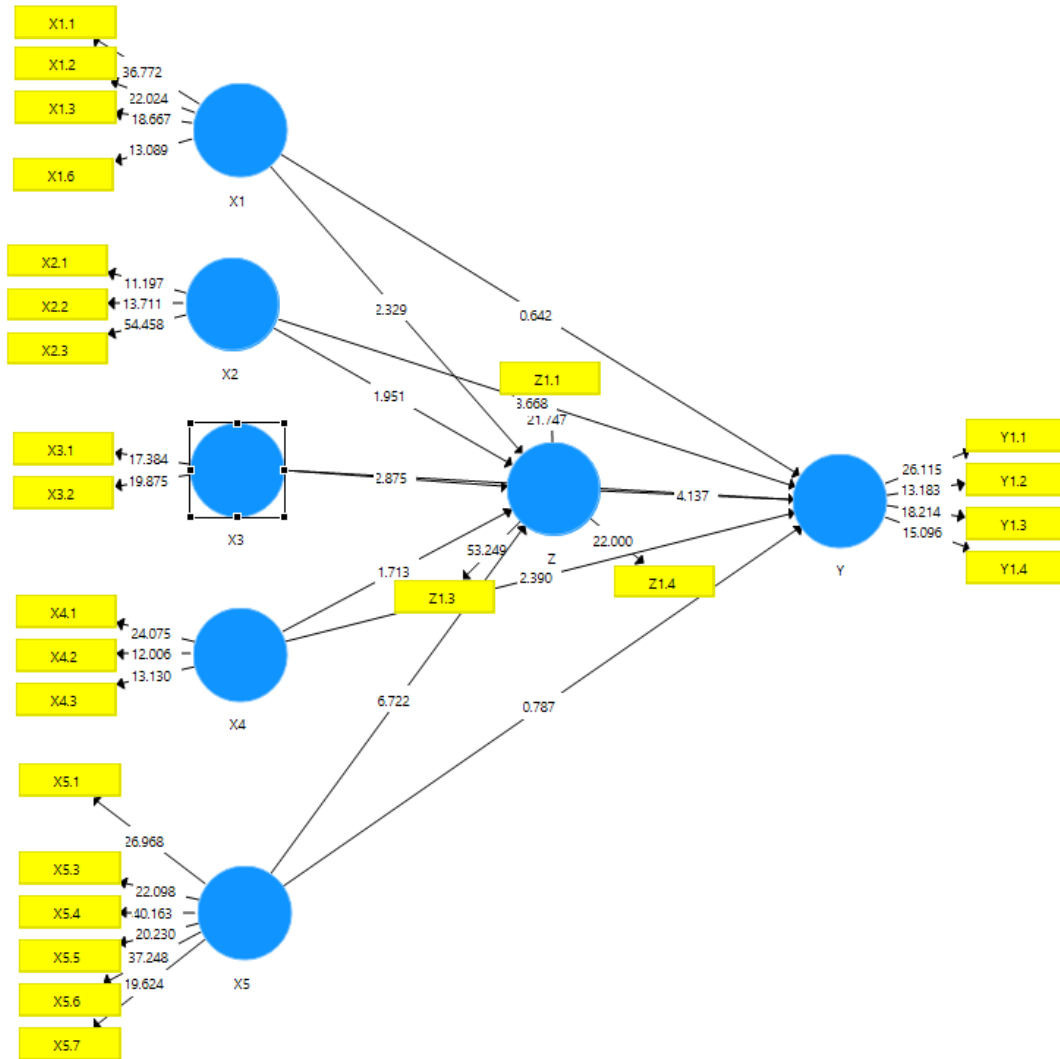 X1.1
X1.2
X1.3
X1.6
36.772
22.024
18.667
13.089
X1
X2.1
X2.2
X2.3
11.197
13.711
54.458
X2
2.329
0.642
1.951
Z1.1
3.668
21.747
X3.1
X3.2
17.384
19.875
X3
2.875
Z
4.137
Y1.1
Y1.2
Y1.3
Y1.4
26.115
13.183
18.214
15.096
Y
53.249
22.000
Z1.3
Z1.4
1.713
2.390
X4.1
X4.2
X4.3
24.075
12.006
13.130
X4
6.722
0.787
X5.1
26.968
X5.3
X5.4
X5.5
X5.6
X5.7
22.098
40.163
20.230
37.248
19.624
X5